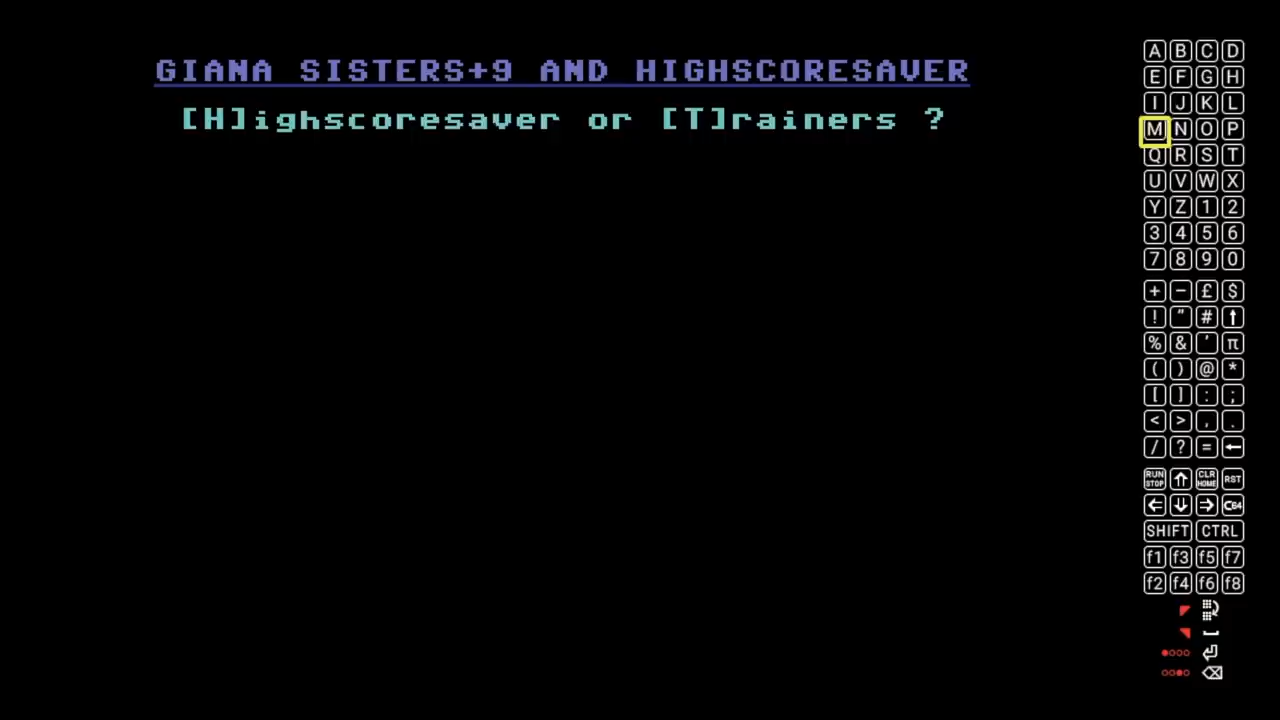 GIANA SISTERS+9 AND HIGHSCORESAVER
[H]ighscoresaver or [T]rainers ?
A B C D
E F G H
I J K L
M N O P
Q R S T
U V W X
Y Z 1 2
3 4 5 6
7 8 9 0
+ − £ $
! " # ↑
% & ' π
( ) @ *
[ ] : ;
< > , .
/ ? = ←
RUN STOP ↑ CLR HOME RST
← ↓ → C64
SHIFT CTRL
f1 f3 f5 f7
f2 f4 f6 f8